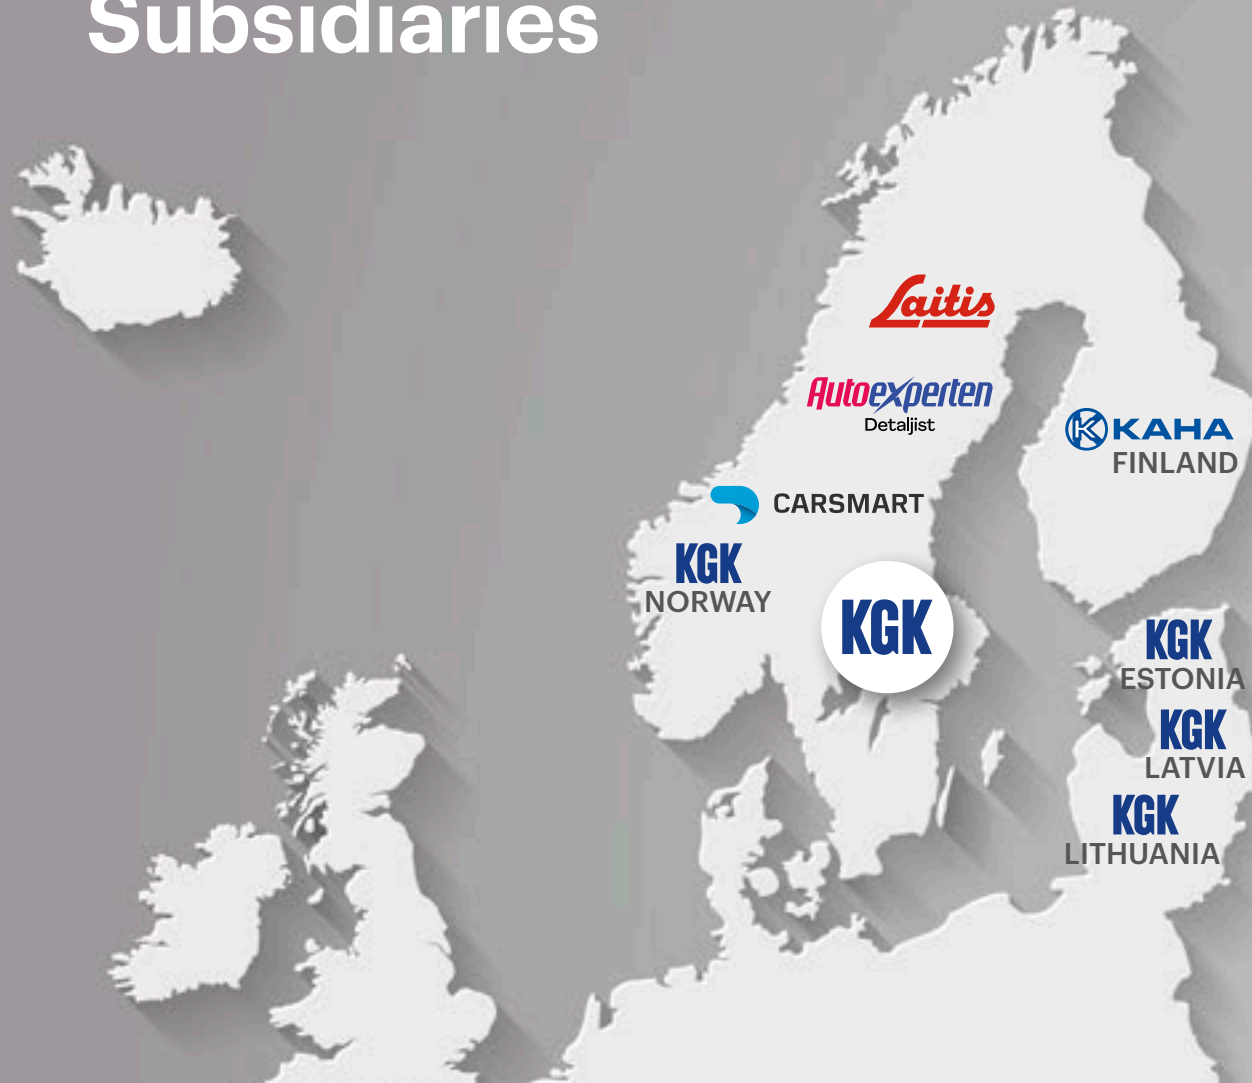 Subsidiaries
Laitis
Autoexperten
Detaljist
KAHA
FINLAND
CARSMART
KGK
NORWAY
KGK
KGK
ESTONIA
KGK
LATVIA
KGK
LITHUANIA